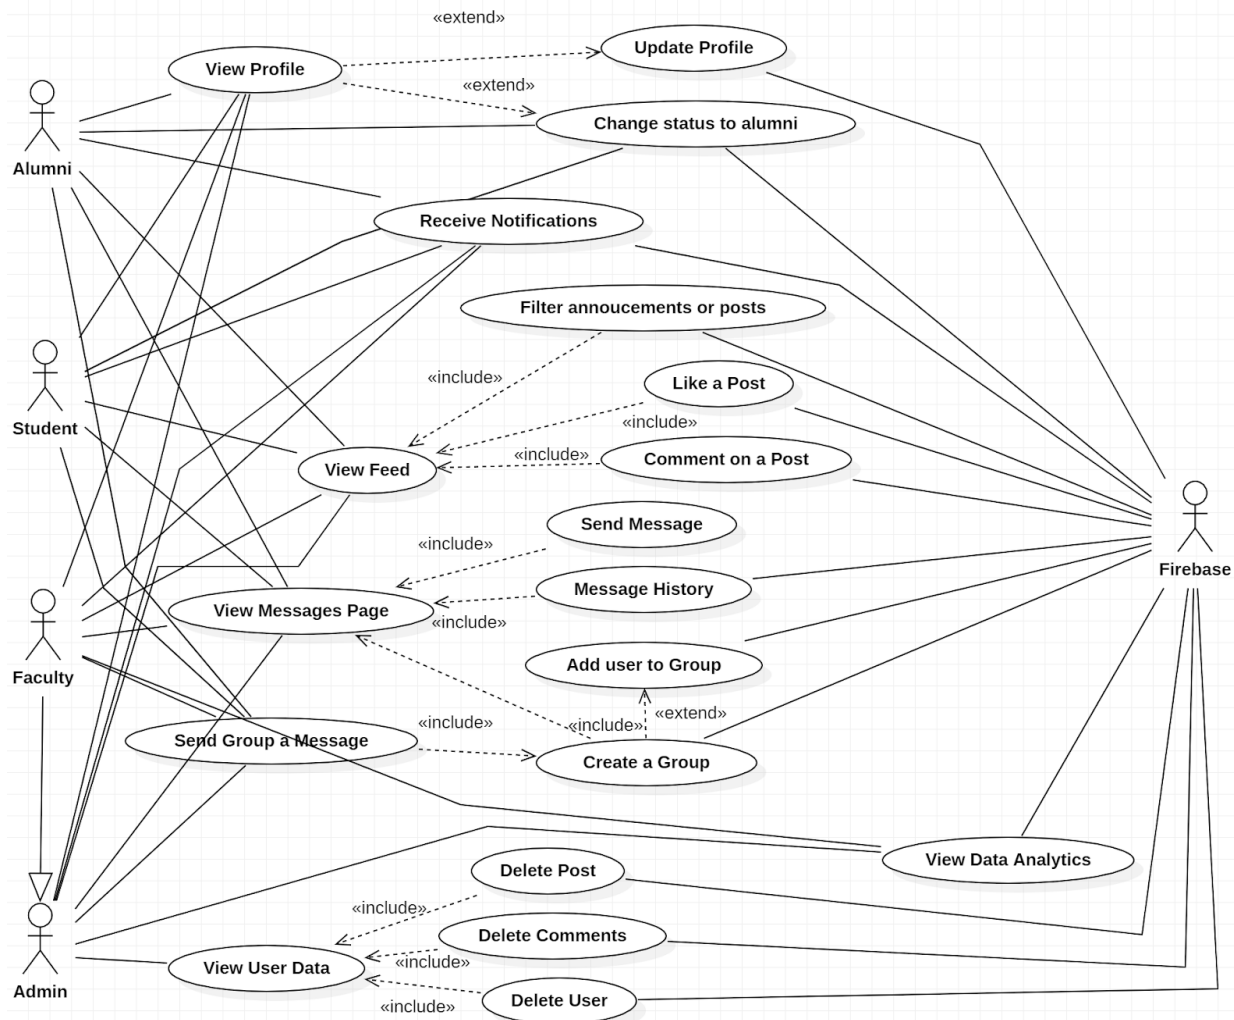 «extend»
Update Profile
View Profile
«extend»
Change status to alumni
Alumni
Receive Notifications
Filter annoucements or posts
«include»
Like a Post
«include»
Student
«include»
Comment on a Post
View Feed
Send Message
«include»
Firebase
Message History
View Messages Page
«include»
Add user to Group
Faculty
«extend»
«include»
«include»
Send Group a Message
Create a Group
View Data Analytics
Delete Post
«include»
Delete Comments
«include»
View User Data
Admin
Delete User
«include»